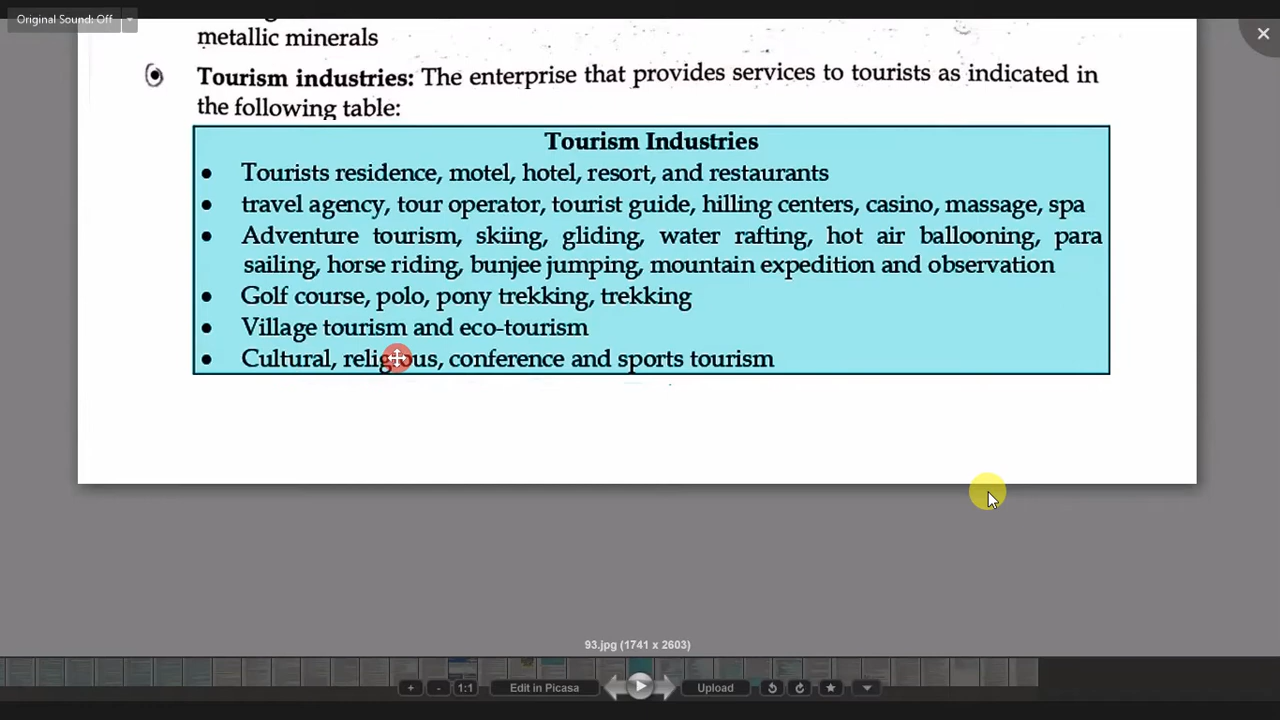 Original Sound: Off
metallic minerals
Tourism industries: The enterprise that provides services to tourists as indicated in
the following table:
Tourism Industries
• Tourists residence, motel, hotel, resort, and restaurants
• travel agency, tour operator, tourist guide, hilling centers, casino, massage, spa
• Adventure tourism, skiing, gliding, water rafting, hot air ballooning, para
sailing, horse riding, bunjee jumping, mountain expedition and observation
• Golf course, polo, pony trekking, trekking
• Village tourism and eco-tourism
• Cultural, religious, conference and sports tourism
93.jpg (1741 x 2603)
+ - 1:1 Edit in Picasa Upload